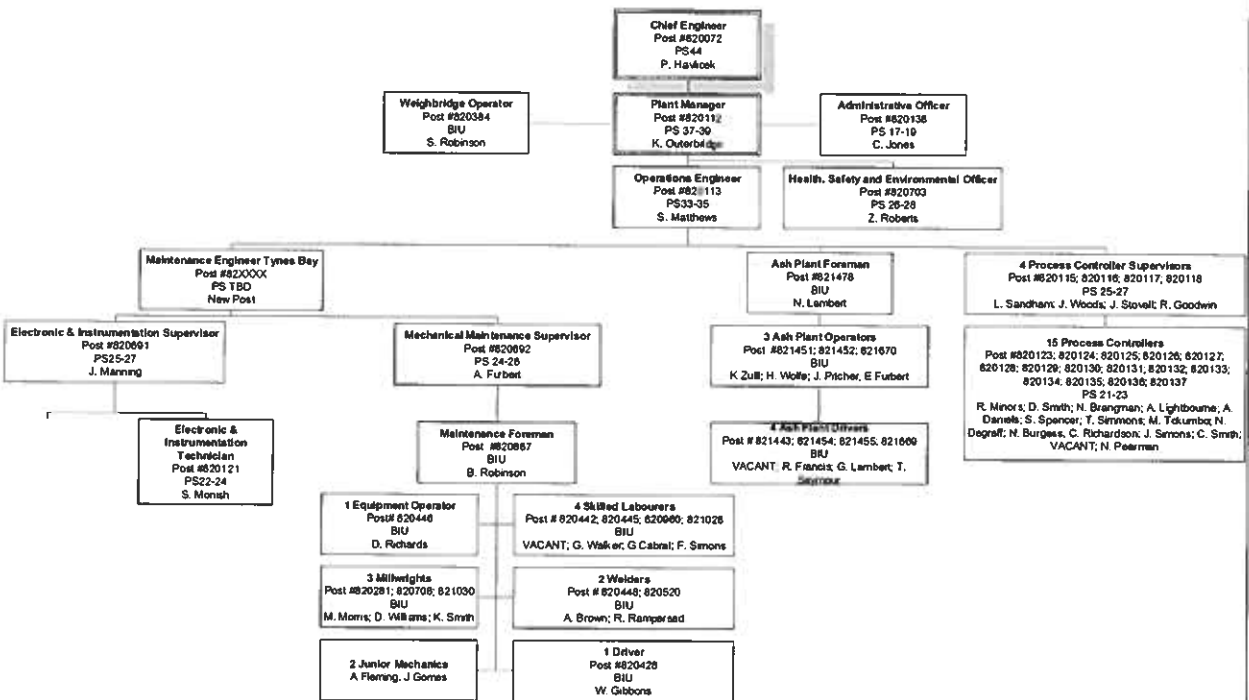 Chief Engineer
Post #820072
PS44
P. Havlicek
Weighbridge Operator
Post #820384
BIU
S. Robinson
Plant Manager
Post #820112
PS 37-39
K. Outerbridge
Administrative Officer
Post #820138
PS 17-19
C. Jones
Operations Engineer
Post #820113
PS33-35
S. Matthews
Health, Safety and Environmental Officer
Post #820703
PS 26-28
Z. Roberts
Maintenance Engineer Tynes Bay
Post #82XXXX
PS TBD
New Post
Ash Plant Foreman
Post #821478
BIU
N. Lambert
4 Process Controller Supervisors
Post #820115; 820116; 820117; 820118
PS 25-27
L. Sandham; J. Woods; J. Stovell; R. Goodwin
Electronic & Instrumentation Supervisor
Post #820691
PS25-27
J. Manning
Mechanical Maintenance Supervisor
Post #820692
PS 24-26
A. Furbert
3 Ash Plant Operators
Post #821451; 821452; 821670
BIU
K Zuill; H. Wolfe; J. Pitcher, E Furbert
15 Process Controllers
Post #820123; 820124; 820125; 820126; 820127;
820128; 820129; 820130; 820131; 820132; 820133;
820134; 820135; 820136; 820137
PS 21-23
R. Minors; D. Smith; N. Brangman; A. Lightbourne; A.
Daniels; S. Spencer; T. Simmons; M. Tokumbo; N.
Degraff; N. Burgess, C. Richardson; J. Simons; C. Smith;
VACANT; N. Pearman
Electronic &
Instrumentation
Technician
Post #820121
PS22-24
S. Monish
Maintenance Foreman
Post #820867
BIU
B. Robinson
4 Ash Plant Drivers
Post # 821443; 821454; 821455; 821669
BIU
VACANT; R. Francis; G. Lambert; T.
Seymour
1 Equipment Operator
Post# 820446
BIU
D. Richards
4 Skilled Labourers
Post # 820442; 820445; 820960; 821028
BIU
VACANT; G. Walker; G Cabral; F. Simons
3 Millwrights
Post #820281; 820708; 821030
BIU
M. Morris; D. Williams; K. Smith
2 Welders
Post # 820448; 820520
BIU
A. Brown; R. Rampersad
2 Junior Mechanics
A Fleming, J Gomes
1 Driver
Post #820428
BIU
W. Gibbons